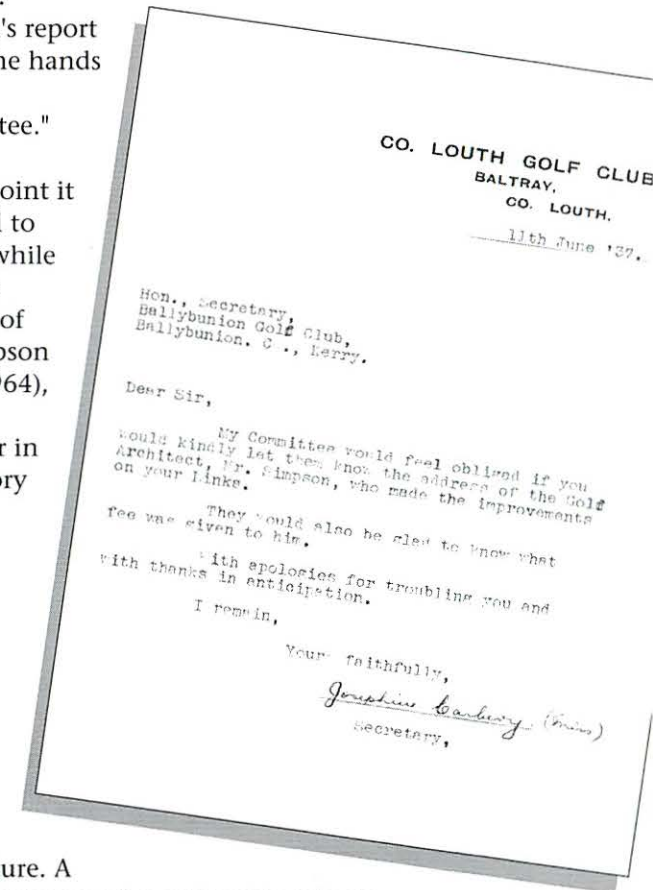 's report
he hands
tee."
point it
l to
while
of
pson
964),
r in
ory
CO. LOUTH GOLF CLUB
BALTRAY,
CO. LOUTH.
11th June '37.
Hon., Secretary,
Ballybunion Golf Club,
Ballybunion. C ., Kerry.
Dear Sir,
My Committee would feel obliged if you
would kindly let them know the address of the Golf
Architect, Mr. Simpson, who made the improvements
on your Links.
They would also be glad to know what
fee was given to him.
With apologies for troubling you and
with thanks in anticipation.
I remain,
Yours faithfully,
Josephine Carbery (Miss)
Secretary,
ure. A